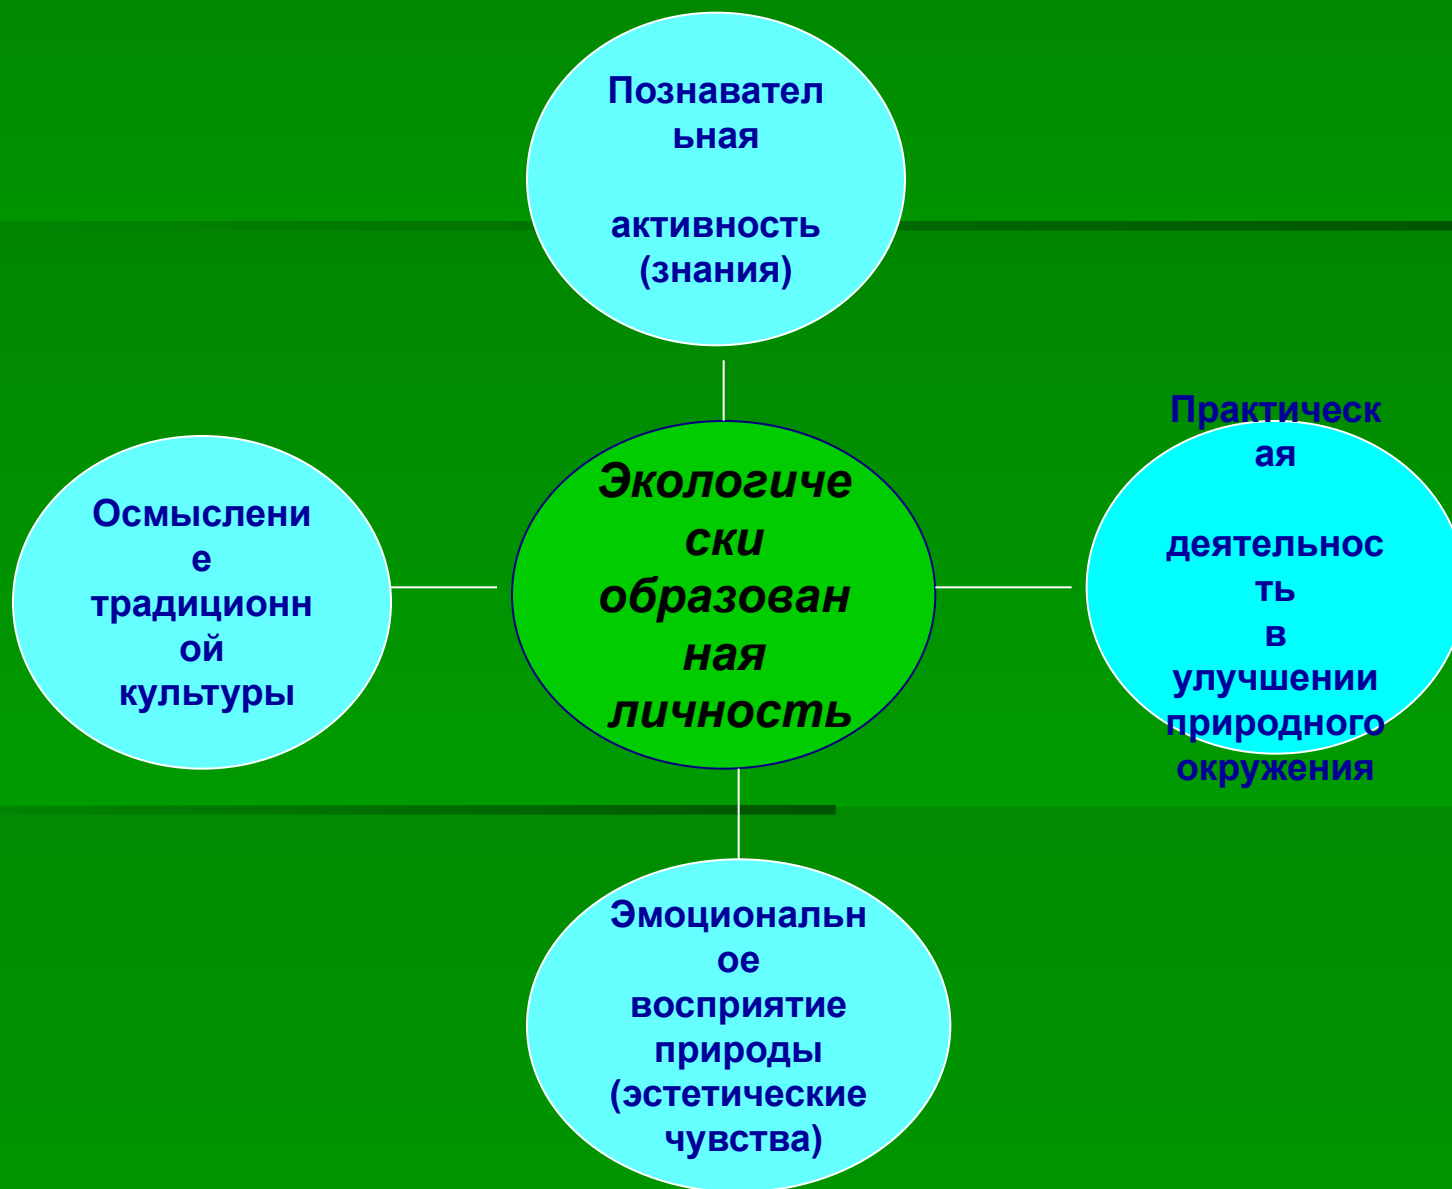 Познавател
ьная
активность
(знания)
Осмыслени
е
традиционн
ой
культуры
Экологиче
ски
образован
ная
личность
Практическ
ая
деятельнос
ть
в
улучшении
природного
окружения
Эмоциональн
ое
восприятие
природы
(эстетические
чувства)